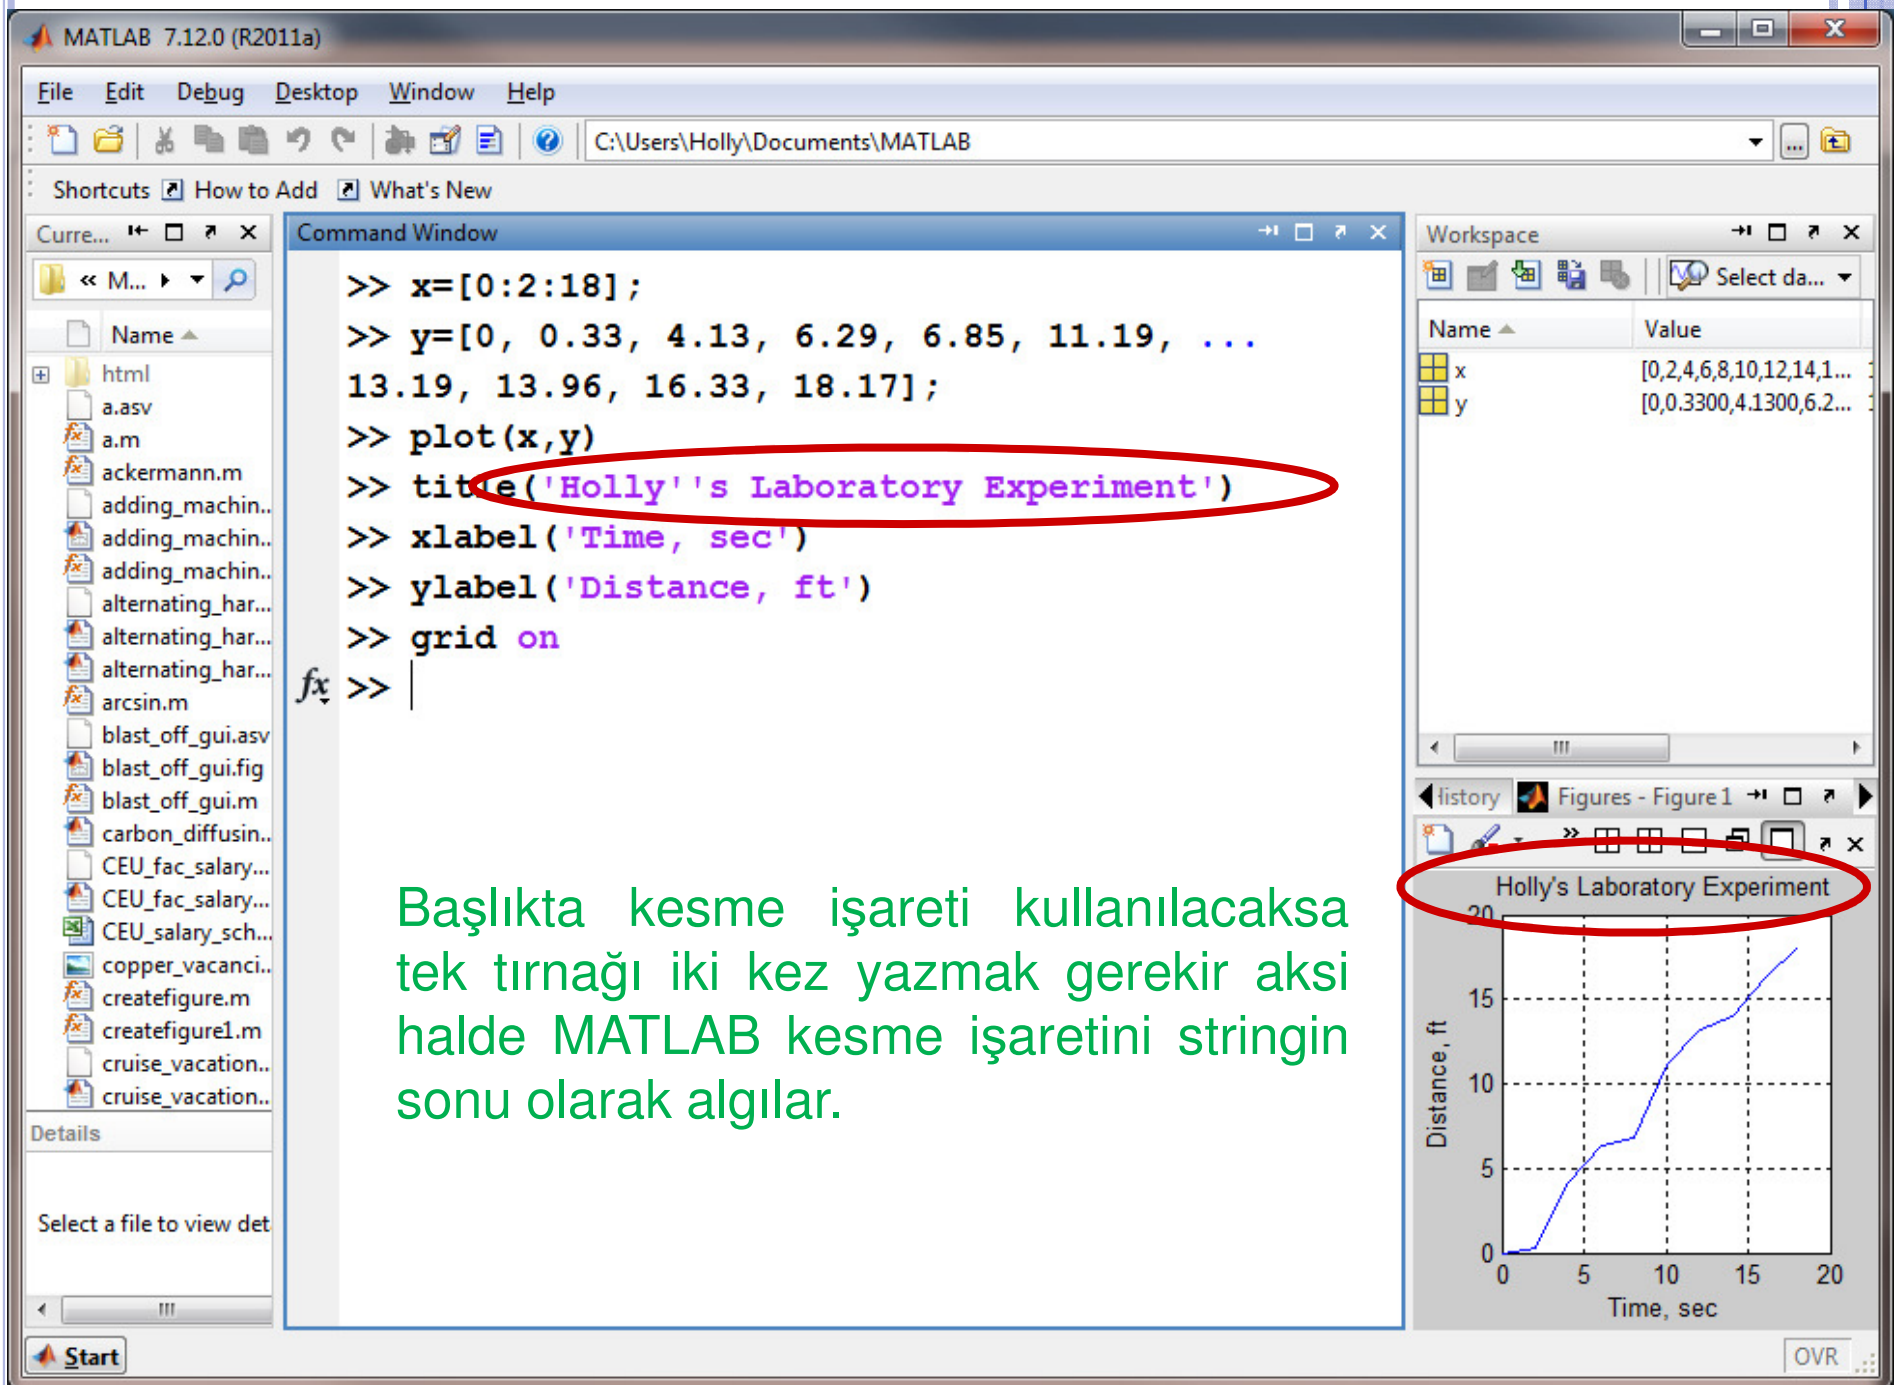 MATLAB 7.12.0 (R2011a)
File Edit Debug Desktop Window Help
C:\Users\Holly\Documents\MATLAB
Shortcuts How to Add What's New
Curre...
« M...
Name
html
a.asv
a.m
ackermann.m
adding_machin..
adding_machin..
adding_machin..
alternating_har...
alternating_har...
alternating_har...
arcsin.m
blast_off_gui.asv
blast_off_gui.fig
blast_off_gui.m
carbon_diffusin..
CEU_fac_salary...
CEU_fac_salary...
CEU_salary_sch...
copper_vacanci..
createfigure.m
createfigure1.m
cruise_vacation..
cruise_vacation..
Details
Select a file to view det
Start
Command Window
>> x=[0:2:18];
>> y=[0, 0.33, 4.13, 6.29, 6.85, 11.19, ...
13.19, 13.96, 16.33, 18.17];
>> plot(x,y)
>> title('Holly''s Laboratory Experiment')
>> xlabel('Time, sec')
>> ylabel('Distance, ft')
>> grid on
fx >>
Başlıkta kesme işareti kullanılacaksa
tek tırnağı iki kez yazmak gerekir aksi
halde MATLAB kesme işaretini stringin
sonu olarak algılar.
Workspace
Select da...
Name Value
x [0,2,4,6,8,10,12,14,1...
y [0,0.3300,4.1300,6.2...
Figures - Figure 1
Holly's Laboratory Experiment
20
15
10
5
0
Distance, ft
0 5 10 15 20
Time, sec
OVR